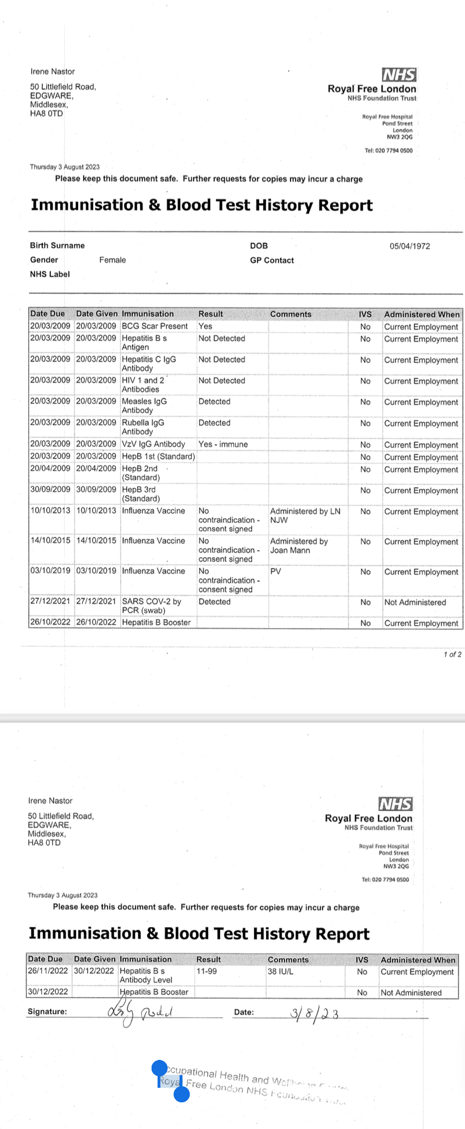 Irene Nastor
50 Littlefield Road,
EDGWARE,
Middlesex,
HA8 0TD
NHS
Royal Free London
NHS Foundation Trust
Royal Free Hospital
Pond Street
London
NW3 2QG
Tel: 020 7794 0500
Thursday 3 August 2023
Please keep this document safe. Further requests for copies may incur a charge
Immunisation & Blood Test History Report
Birth Surname DOB 05/04/1972
Gender Female GP Contact
NHS Label
Date Due Date Given Immunisation Result Comments IVS Administered When
20/03/2009 20/03/2009 BCG Scar Present Yes No Current Employment
20/03/2009 20/03/2009 Hepatitis B s Not Detected No Current Employment
Antigen
20/03/2009 20/03/2009 Hepatitis C IgG Not Detected No Current Employment
Antibody
20/03/2009 20/03/2009 HIV 1 and 2 Not Detected No Current Employment
Antibodies
20/03/2009 20/03/2009 Measles IgG Detected No Current Employment
Antibody
20/03/2009 20/03/2009 Rubella IgG Detected No Current Employment
Antibody
20/03/2009 20/03/2009 VzV IgG Antibody Yes - immune No Current Employment
20/03/2009 20/03/2009 HepB 1st (Standard) No Current Employment
20/04/2009 20/04/2009 HepB 2nd No Current Employment
(Standard)
30/09/2009 30/09/2009 HepB 3rd No Current Employment
(Standard)
10/10/2013 10/10/2013 Influenza Vaccine No Administered by LN No Current Employment
contraindication - NJW
consent signed
14/10/2015 14/10/2015 Influenza Vaccine No Administered by No Current Employment
contraindication - Joan Mann
consent signed
03/10/2019 03/10/2019 Influenza Vaccine No PV No Current Employment
contraindication -
consent signed
27/12/2021 27/12/2021 SARS COV-2 by Detected No Not Administered
PCR (swab)
26/10/2022 26/10/2022 Hepatitis B Booster No Current Employment
1 of 2
Irene Nastor
50 Littlefield Road,
EDGWARE,
Middlesex,
HA8 0TD
NHS
Royal Free London
NHS Foundation Trust
Royal Free Hospital
Pond Street
London
NW3 2QG
Tel: 020 7794 0500
Thursday 3 August 2023
Please keep this document safe. Further requests for copies may incur a charge
Immunisation & Blood Test History Report
Date Due Date Given Immunisation Result Comments IVS Administered When
26/11/2022 30/12/2022 Hepatitis B s 11-99 38 IU/L No Current Employment
Antibody Level
30/12/2022 Hepatitis B Booster No Not Administered
Signature: Date: 3/8/23
ccupational Health and
Royal Free London NHS